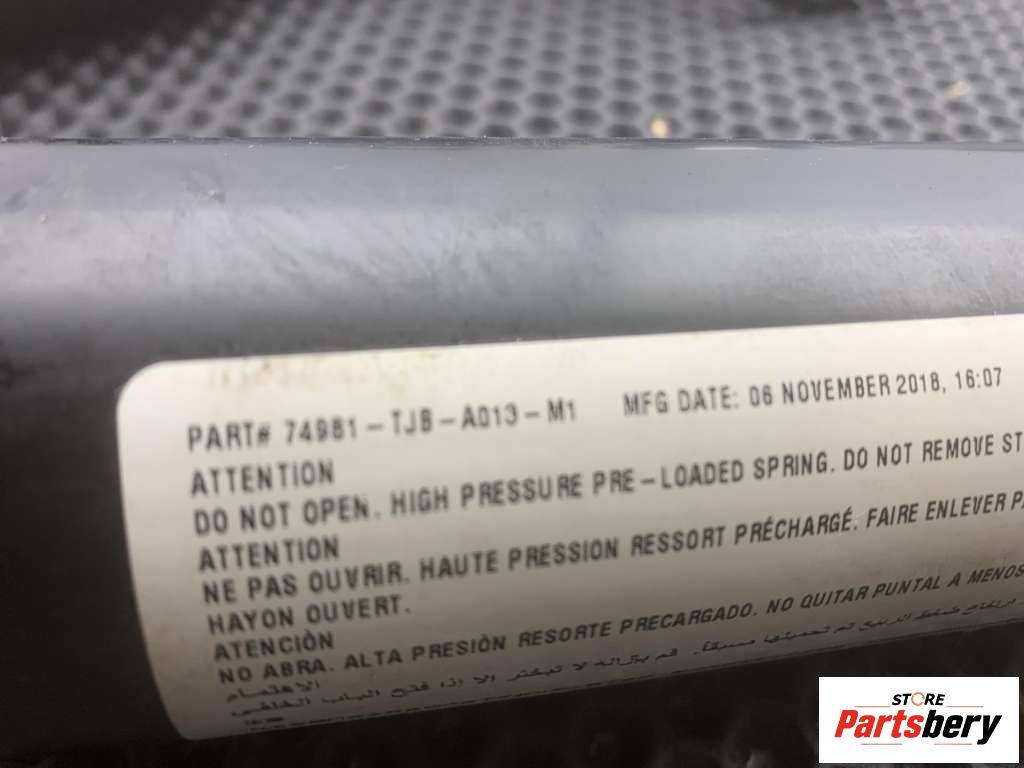 PART# 74981-TJB-A013-M1 MFG DATE: 06 NOVEMBER 2018, 16:07
ATTENTION
DO NOT OPEN. HIGH PRESSURE PRE-LOADED SPRING. DO NOT REMOVE ST
ATTENTION
NE PAS OUVRIR. HAUTE PRESSION RESSORT PRÉCHARGÉ. FAIRE ENLEVER PA
HAYON OUVERT.
ATENCIÒN
NO ABRA. ALTA PRESIÒN RESORTE PRECARGADO. NO QUITAR PUNTAL A MENOS
الاهتمام
STORE
Partsbery